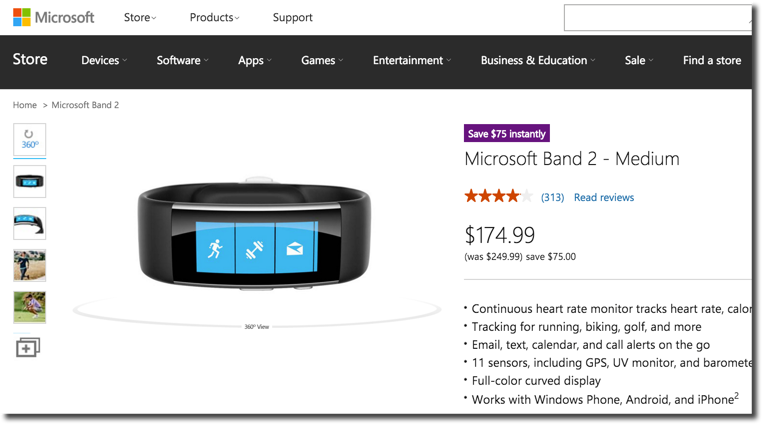 Microsoft Store Products Support
Store Devices Software Apps Games Entertainment Business & Education Sale Find a store
Home > Microsoft Band 2
360º
Save $75 instantly
Microsoft Band 2 - Medium
(313) Read reviews
$174.99
(was $249.99) save $75.00
360º View
• Continuous heart rate monitor tracks heart rate, calor
• Tracking for running, biking, golf, and more
• Email, text, calendar, and call alerts on the go
• 11 sensors, including GPS, UV monitor, and baromete
• Full-color curved display
• Works with Windows Phone, Android, and iPhone2